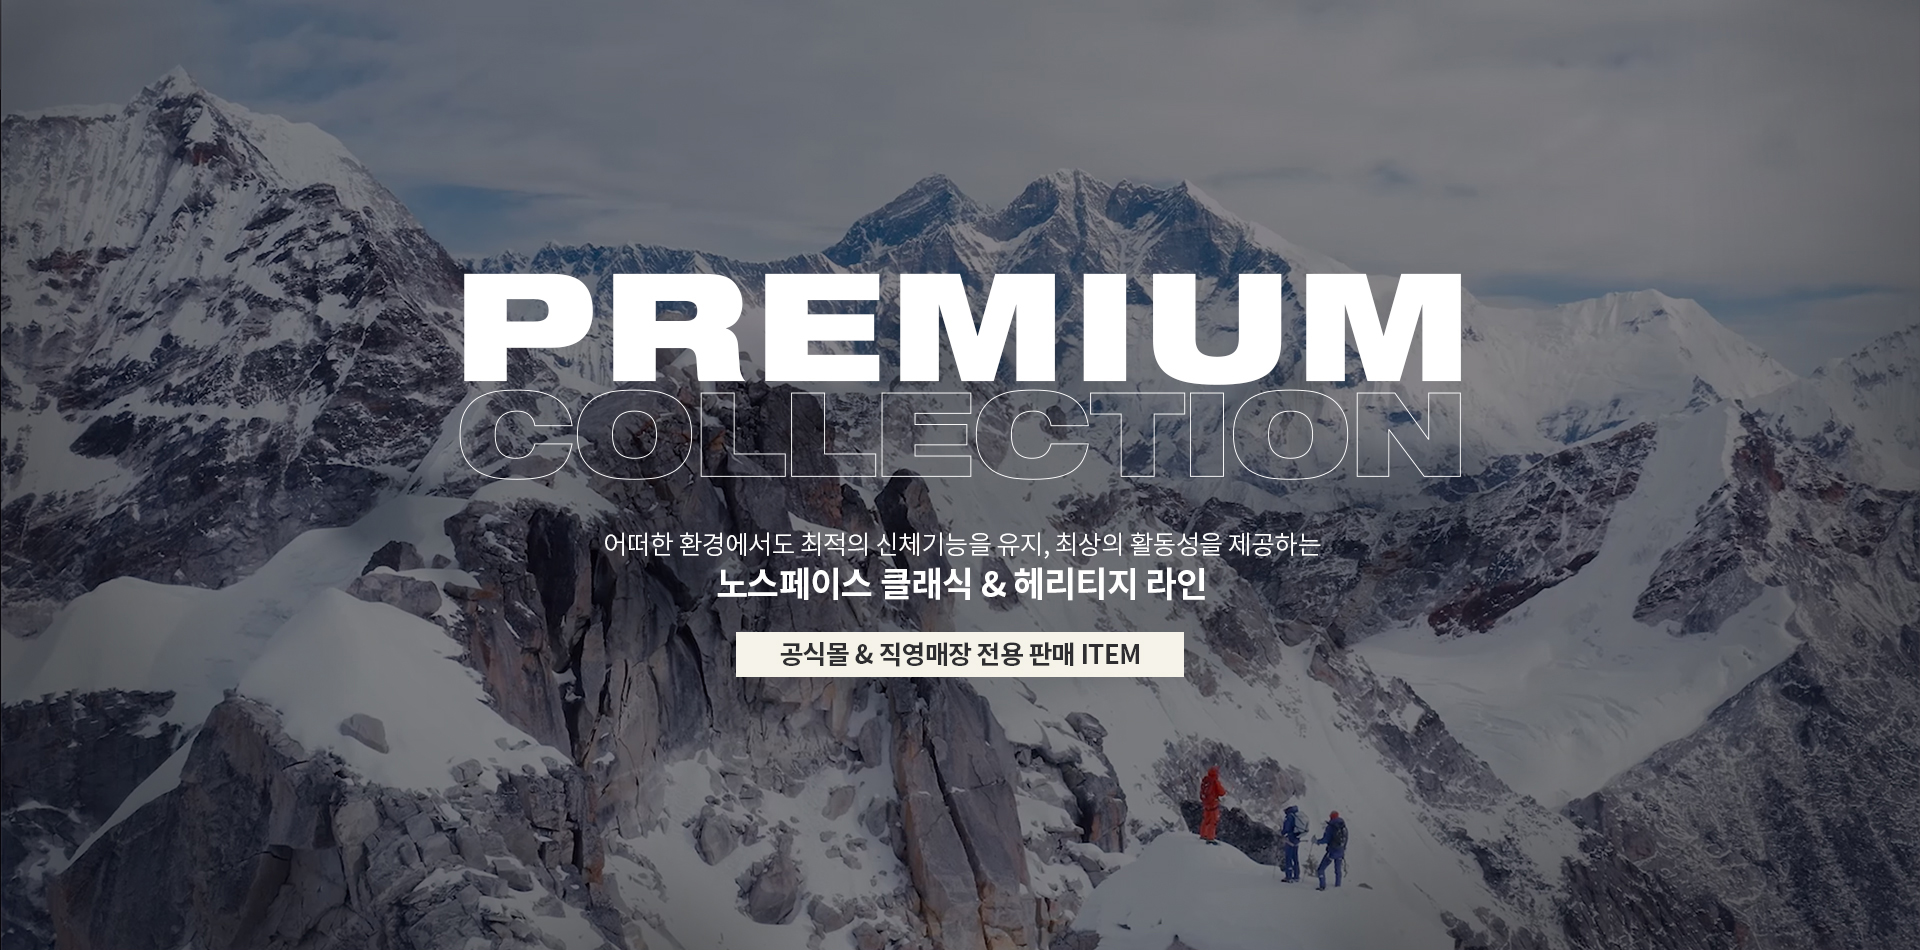 PREMIUM
COLLECTION
어떠한 환경에서도 최적의 신체기능을 유지, 최상의 활동성을 제공하는
노스페이스 클래식 & 헤리티지 라인
공식몰 & 직영매장 전용 판매 ITEM